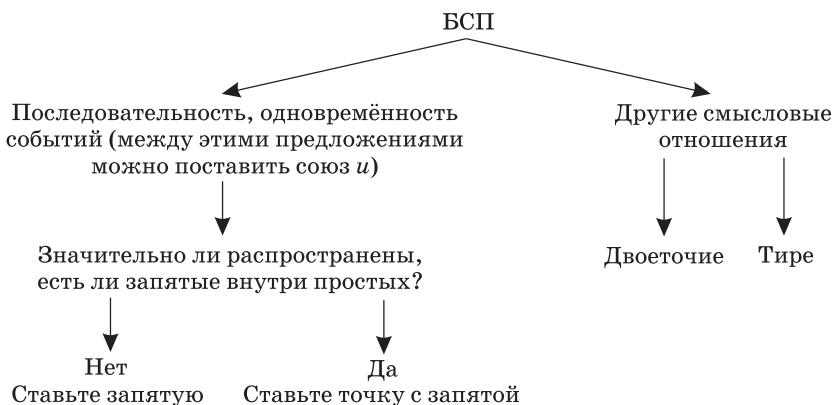 БСП
Последовательность, одновремённость
событий (между этими предложениями
можно поставить союз и)
Другие смысловые
отношения
Значительно ли распространены,
есть ли запятые внутри простых?
Двоеточие
Тире
Нет
Ставьте запятую
Да
Ставьте точку с запятой